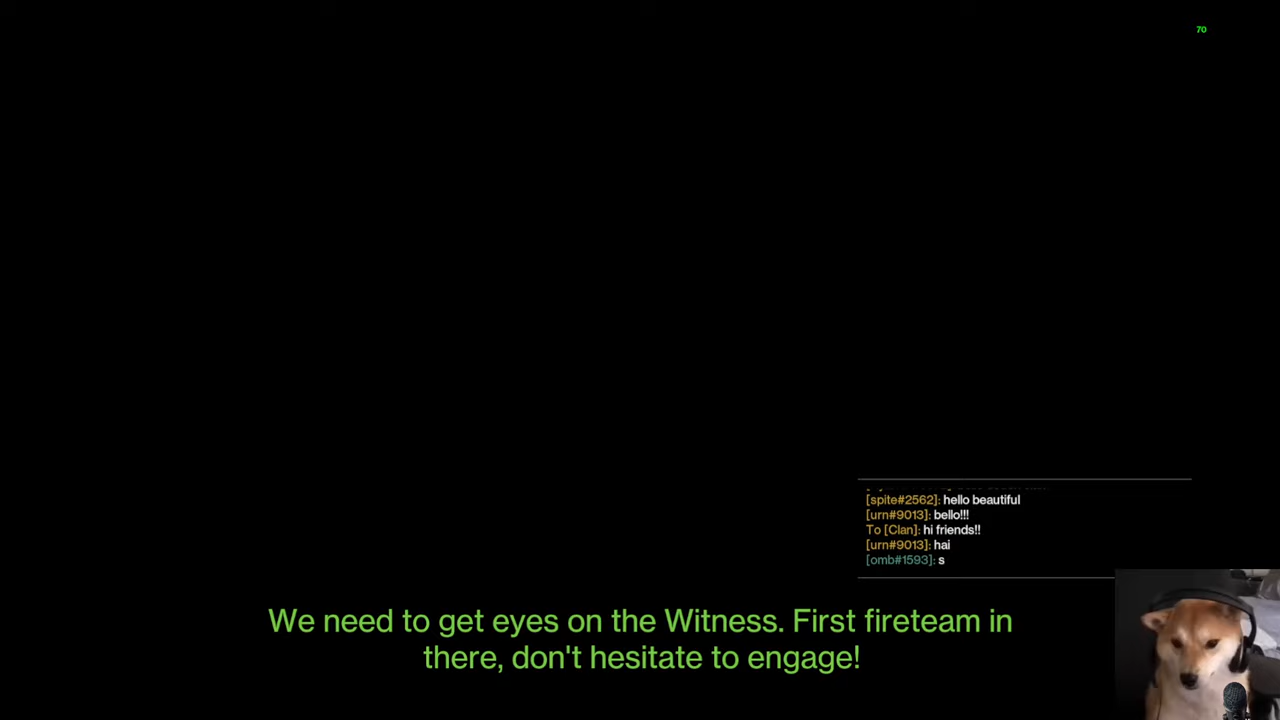 70
[spite#2562]: hello beautiful
[urn#9013]: bello!!!
To [Clan]: hi friends!!
[urn#9013]: hai
[omb#1593]: s
We need to get eyes on the Witness. First fireteam in
there, don't hesitate to engage!